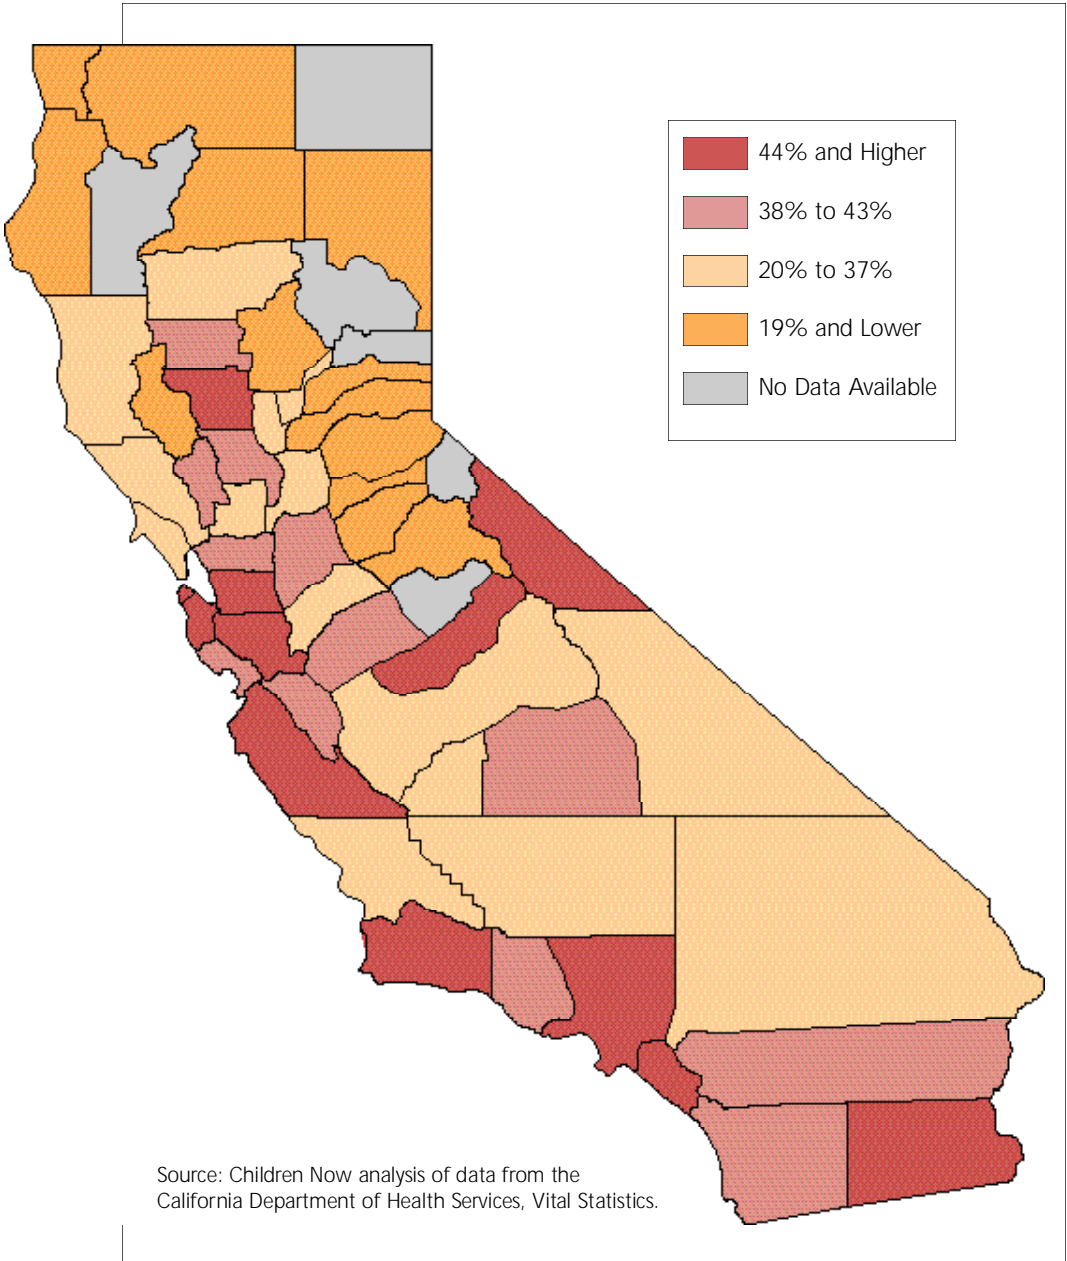 44% and Higher
38% to 43%
20% to 37%
19% and Lower
No Data Available
Source: Children Now analysis of data from the
California Department of Health Services, Vital Statistics.